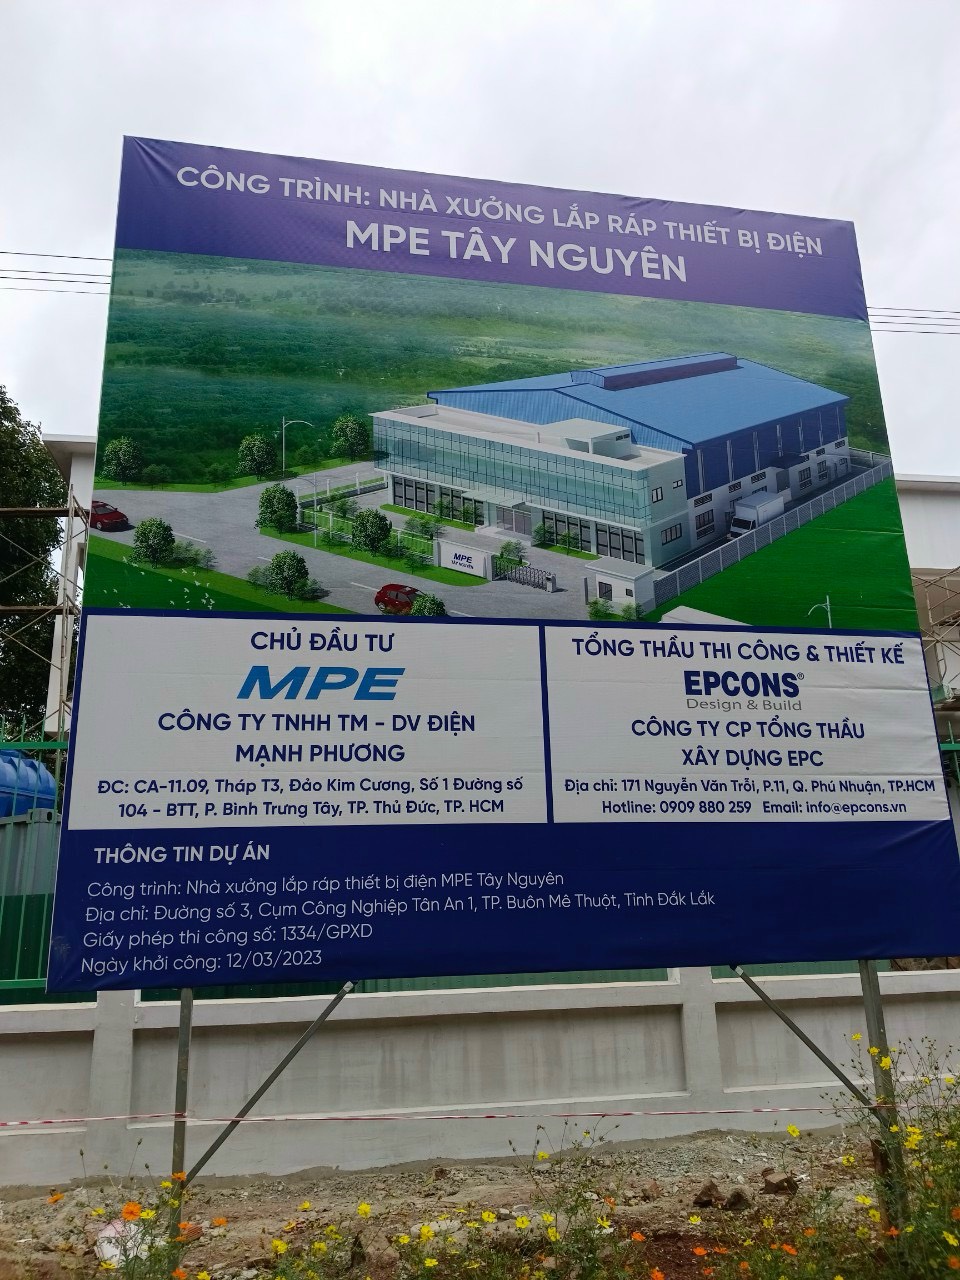 CÔNG TRÌNH: NHÀ XƯỞNG LẮP RÁP THIẾT BỊ ĐIỆN
MPE TÂY NGUYÊN
MPE
TÂY NGUYÊN
CHỦ ĐẦU TƯ
MPE
CÔNG TY TNHH TM - DV ĐIỆN
MẠNH PHƯƠNG
ĐC: CA-11.09, Tháp T3, Đảo Kim Cương, Số 1 Đường số
104 - BTT, P. Bình Trưng Tây, TP. Thủ Đức, TP. HCM
TỔNG THẦU THI CÔNG & THIẾT KẾ
EPCONS®
Design & Build
CÔNG TY CP TỔNG THẦU
XÂY DỰNG EPC
Địa chỉ: 171 Nguyễn Văn Trỗi, P.11, Q. Phú Nhuận, TP.HCM
Hotline: 0909 880 259 Email: info@epcons.vn
THÔNG TIN DỰ ÁN
Công trình: Nhà xưởng lắp ráp thiết bị điện MPE Tây Nguyên
Địa chỉ: Đường số 3, Cụm Công Nghiệp Tân An 1, TP. Buôn Mê Thuột, Tỉnh Đắk Lắk
Giấy phép thi công số: 1334/GPXD
Ngày khởi công: 12/03/2023